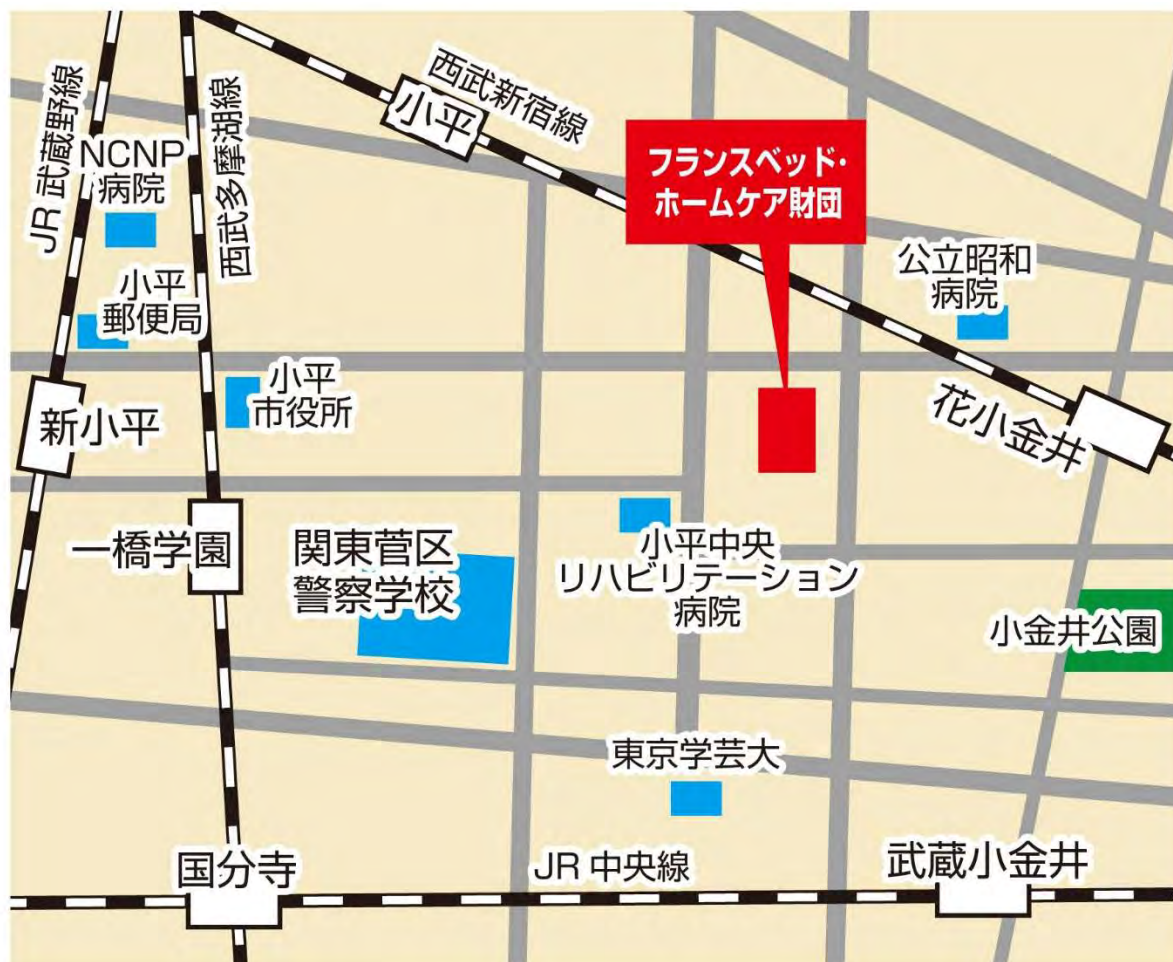 西武新宿線
小平
JR 武蔵野線
西武多摩湖線
NCNP
病院
フランスベッド・
ホームケア財団
公立昭和
病院
小平
郵便局
小平
市役所
新小平
花小金井
一橋学園
関東菅区
警察学校
小平中央
リハビリテーション
病院
小金井公園
東京学芸大
国分寺
JR 中央線
武蔵小金井